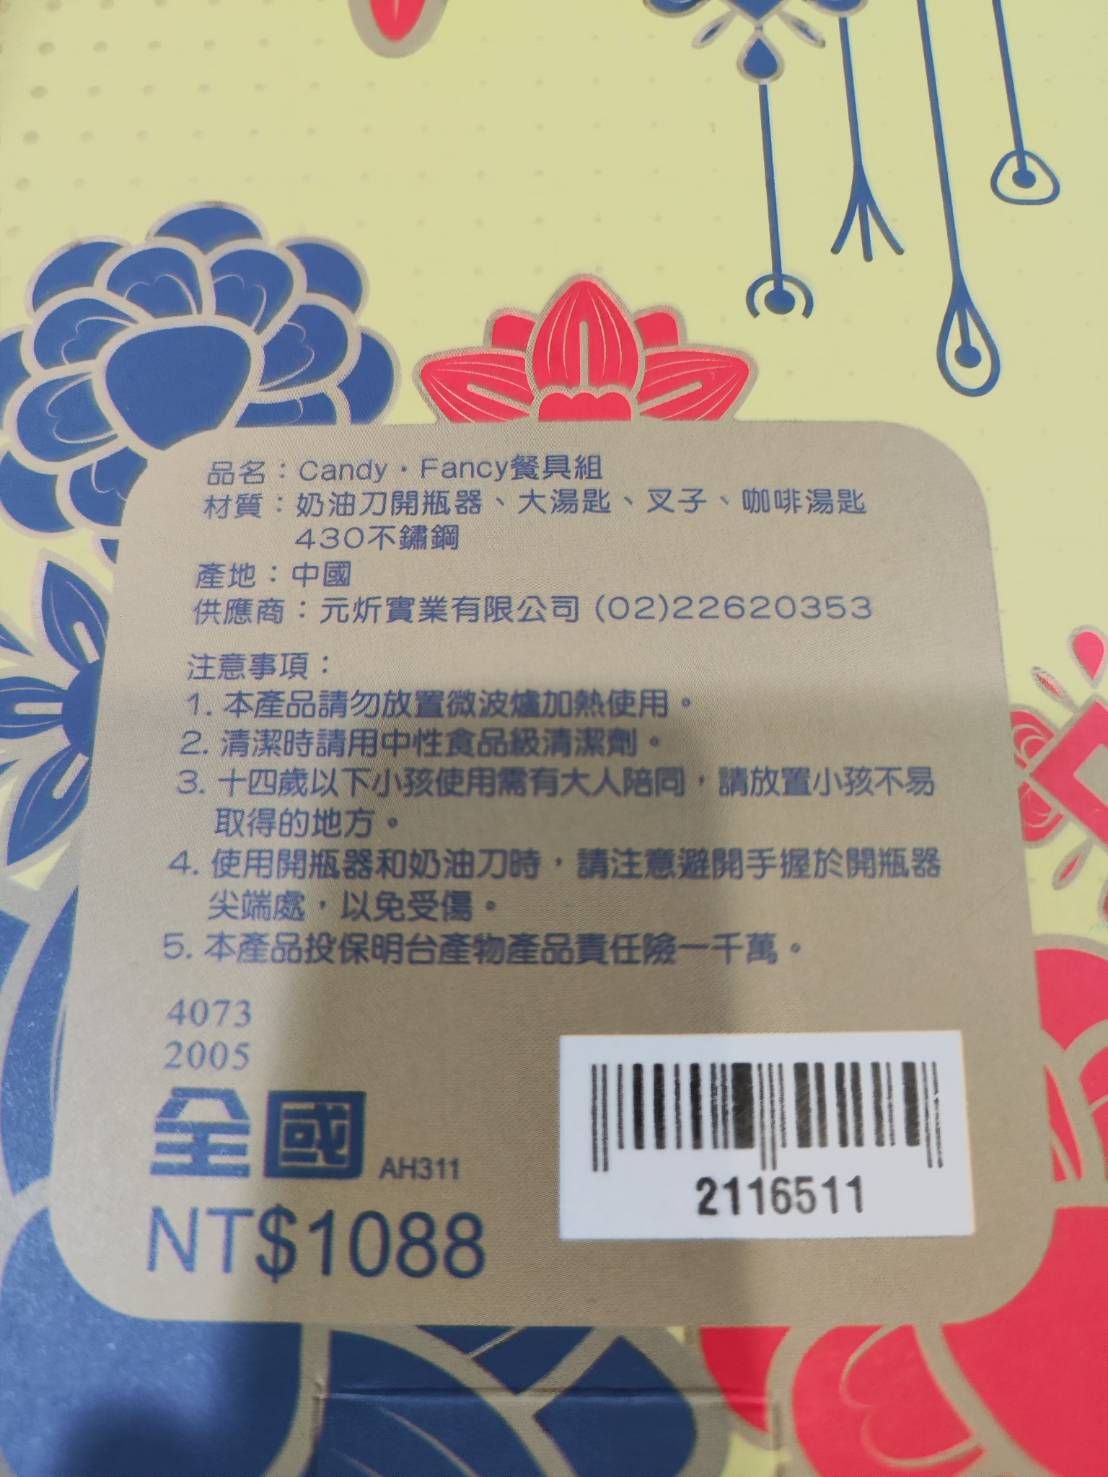 品名：Candy・Fancy餐具組
材質：奶油刀開瓶器、大湯匙、叉子、咖啡湯匙
430不鏽鋼
產地：中國
供應商：元炘實業有限公司 (02)22620353
注意事項：
1. 本產品請勿放置微波爐加熱使用。
2. 清潔時請用中性食品級清潔劑。
3. 十四歲以下小孩使用需有大人陪同，請放置小孩不易
取得的地方。
4. 使用開瓶器和奶油刀時，請注意避開手握於開瓶器
尖端處，以免受傷。
5. 本產品投保明台產物產品責任險一千萬。
4073
2005
全國 AH311
NT$1088
2116511